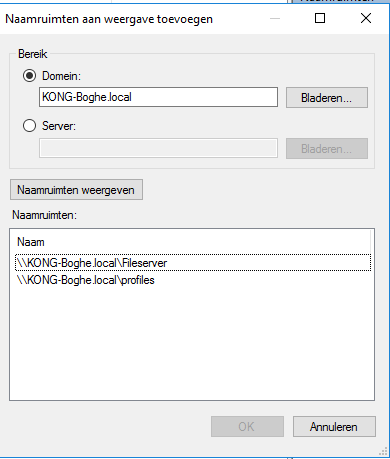 Naamruimten aan weergave toevoegen
Bereik
Domein:
KONG-Boghe.local
Bladeren...
Server:
Bladeren...
Naamruimten weergeven
Naamruimten:
Naam
\\KONG-Boghe.local\Fileserver
\\KONG-Boghe.local\profiles
OK
Annuleren